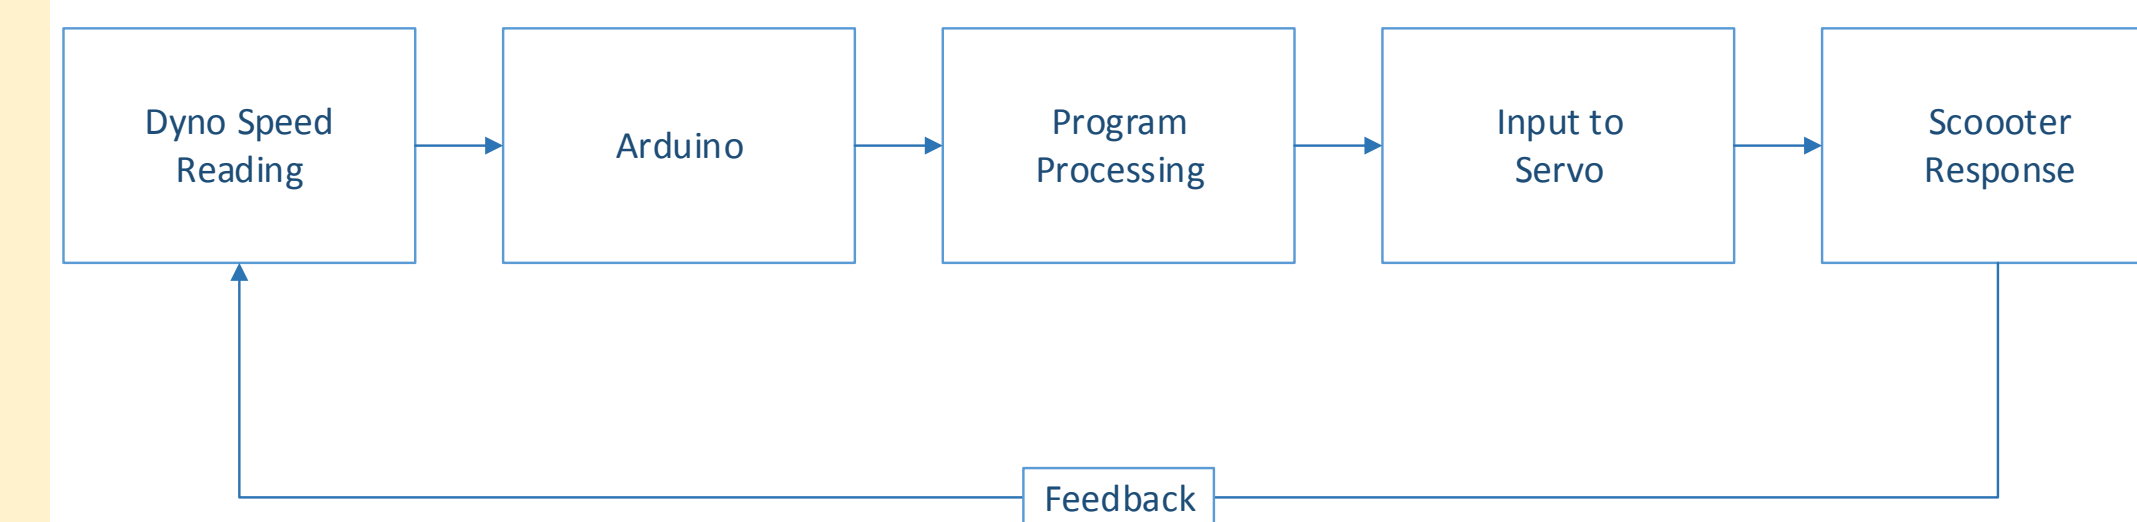 Dyno Speed
Reading
Arduino
Program
Processing
Input to
Servo
Scoooter
Response
Feedback